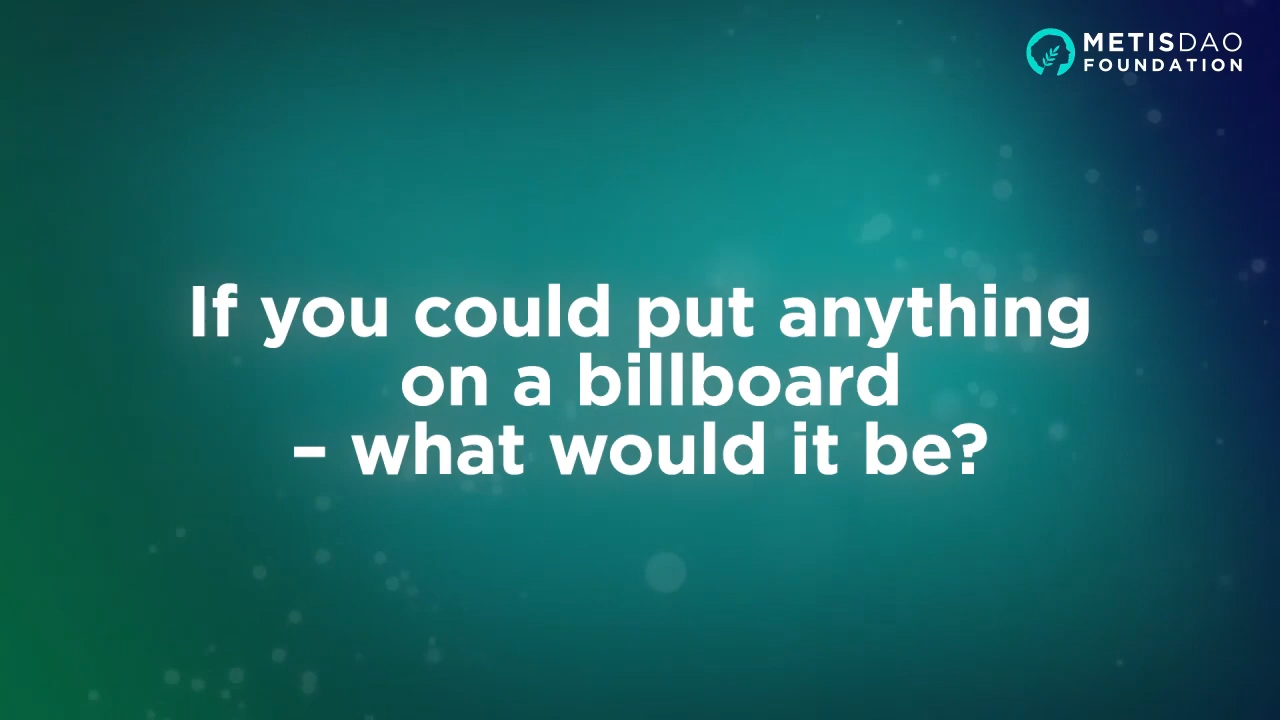 METISDAO
FOUNDATION
If you could put anything
on a billboard
– what would it be?